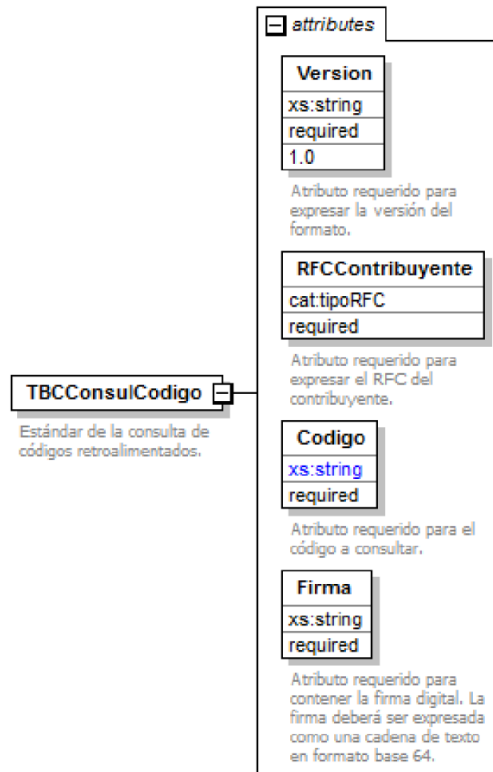 attributes
Version
xs:string
required
1.0
Atributo requerido para
expresar la versión del
formato.
RFCContribuyente
cat:tipoRFC
required
Atributo requerido para
expresar el RFC del
contribuyente.
TBCConsulCodigo
Estándar de la consulta de
códigos retroalimentados.
Codigo
xs:string
required
Atributo requerido para el
código a consultar.
Firma
xs:string
required
Atributo requerido para
contener la firma digital. La
firma deberá ser expresada
como una cadena de texto
en formato base 64.